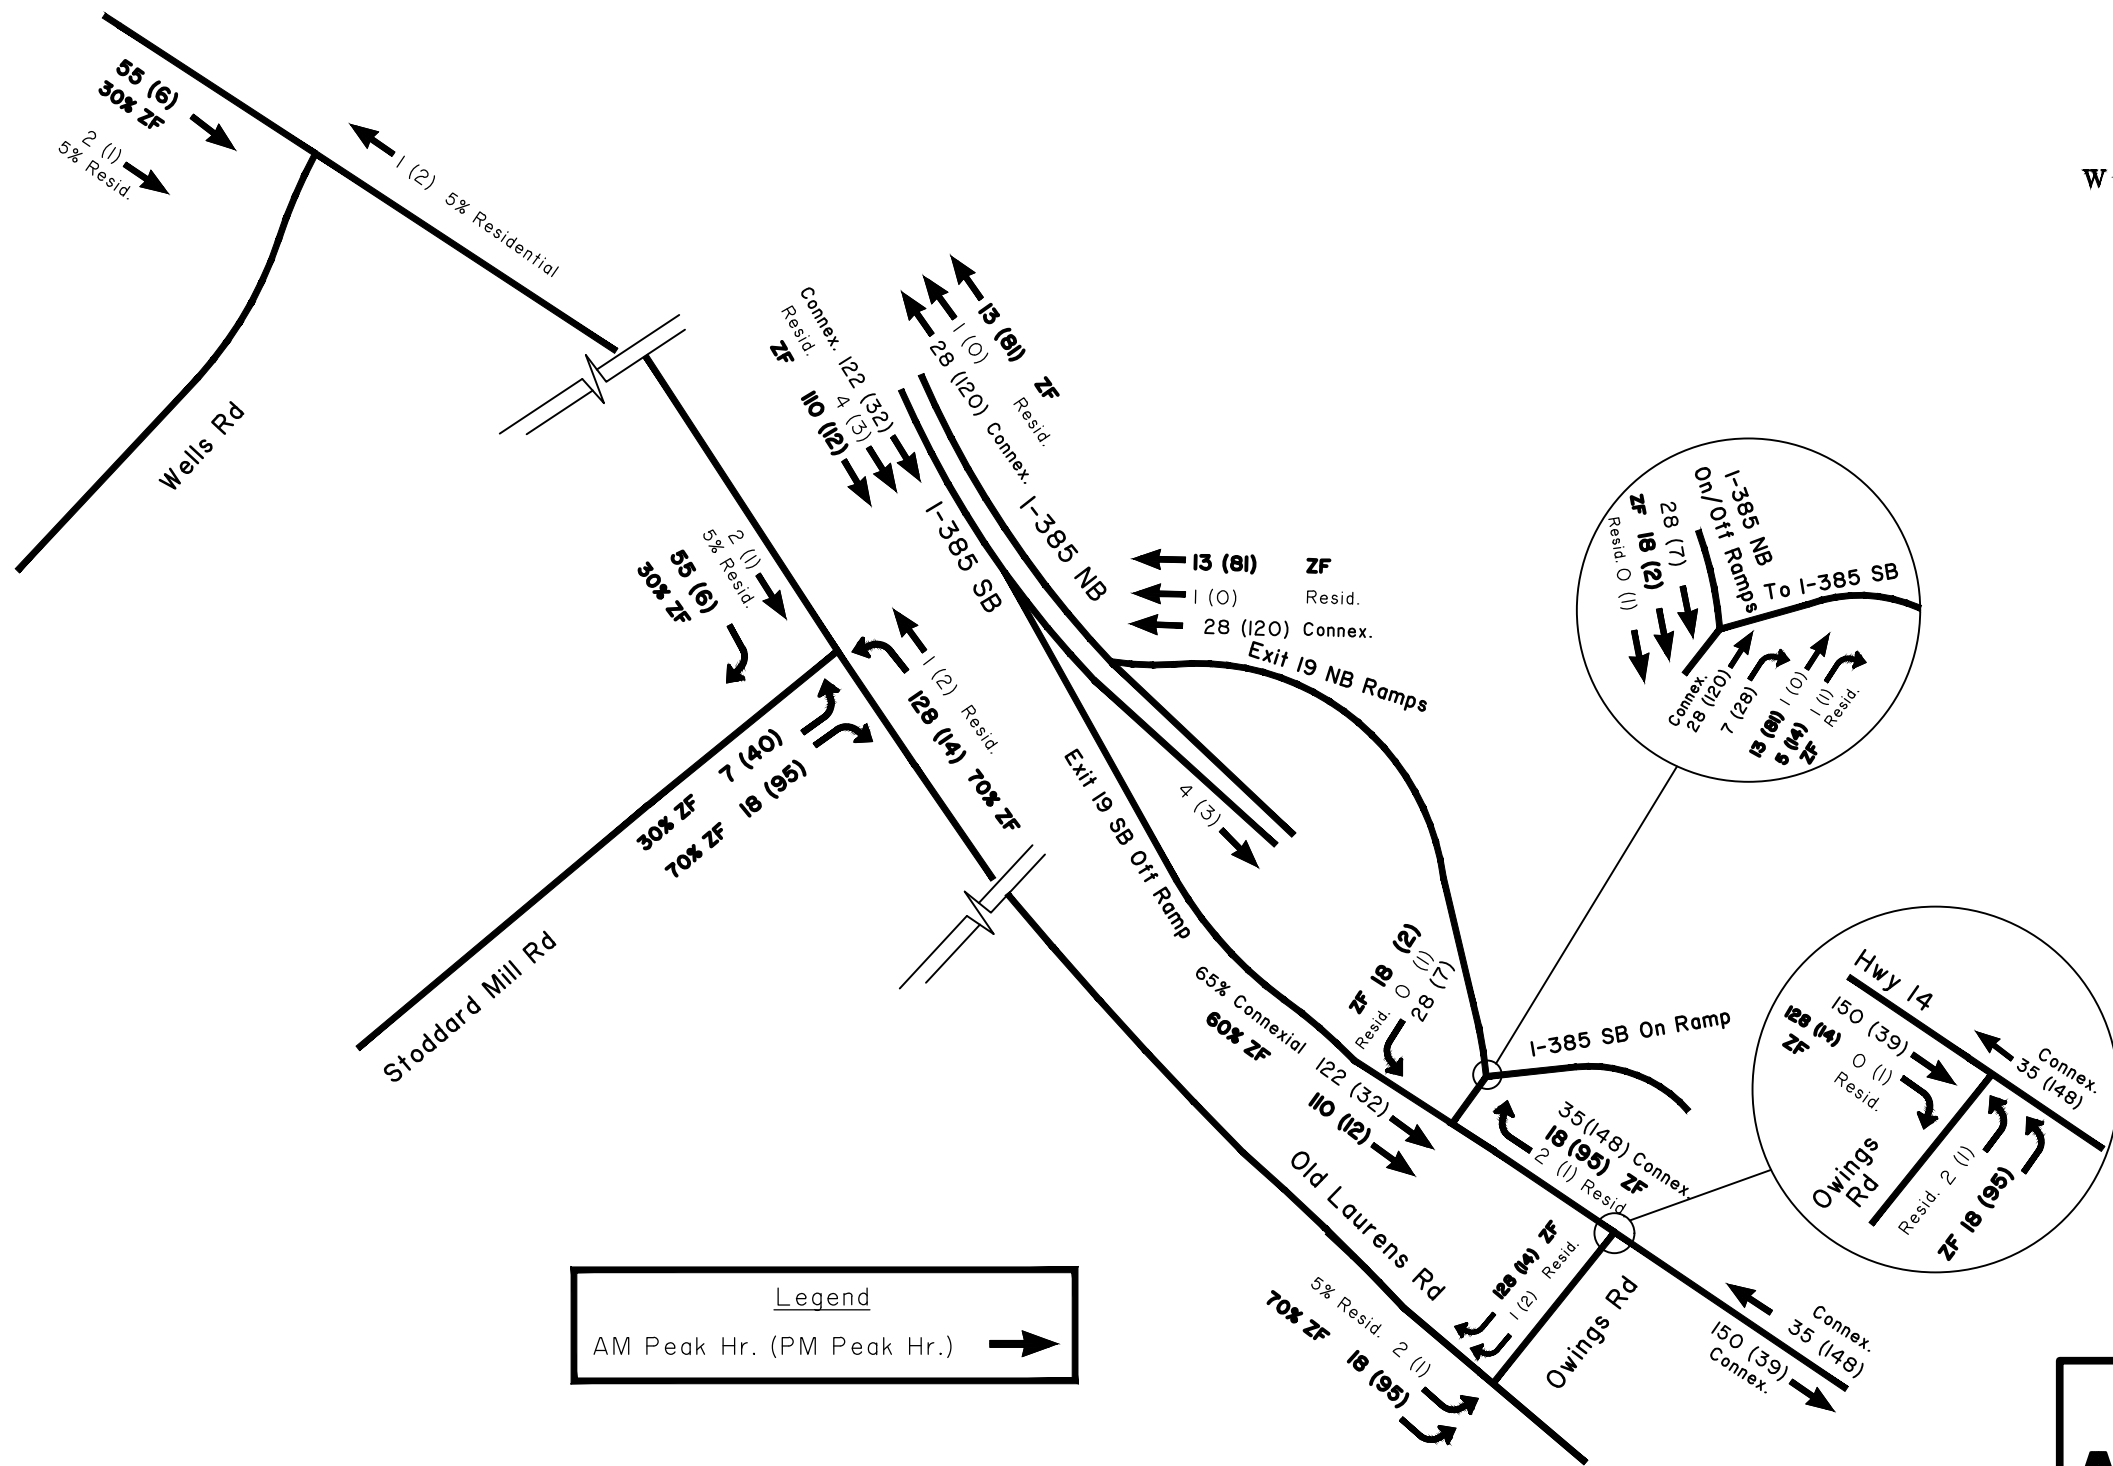 55 (6)
30% ZF
2 (1)
5% Resid.
1 (2) 5% Residential
W
Wells Rd
Connex. 122 (32)
Resid. 4 (3)
ZF 110 (12)
13 (81) ZF
1 (0) Resid.
28 (120) Connex.
I-385 SB
I-385 NB
13 (81) ZF
1 (0) Resid.
28 (120) Connex.
Exit 19 NB Ramps
2 (1)
5% Resid.
55 (6)
30% ZF
1 (2) Resid.
128 (14) 70% ZF
30% ZF 7 (40)
70% ZF 18 (95)
Stoddard Mill Rd
Exit 19 SB Off Ramp
4 (3)
I-385 NB
On/Off Ramps
To I-385 SB
28 (7)
ZF 18 (2)
Resid. 0 (1)
Connex.
28 (120)
7 (28)
13 (81)
5 (14)
ZF
1 (0)
1 (1)
Resid.
ZF 18 (2)
Resid. 0 (1)
28 (7)
65% Connexial 122 (32)
60% ZF 110 (12)
I-385 SB On Ramp
35(148) Connex.
18 (95) ZF
2 (1) Resid.
Hwy 14
150 (39)
128 (14)
ZF
0 (1)
Resid.
Connex.
35 (148)
Owings
Rd
Resid. 2 (1)
ZF 18 (95)
Old Laurens Rd
128 (14) ZF
1 (2) Resid.
Owings Rd
5% Resid. 2 (1)
70% ZF 18 (95)
Connex.
35 (148)
150 (39)
Connex.
Legend
AM Peak Hr. (PM Peak Hr.)